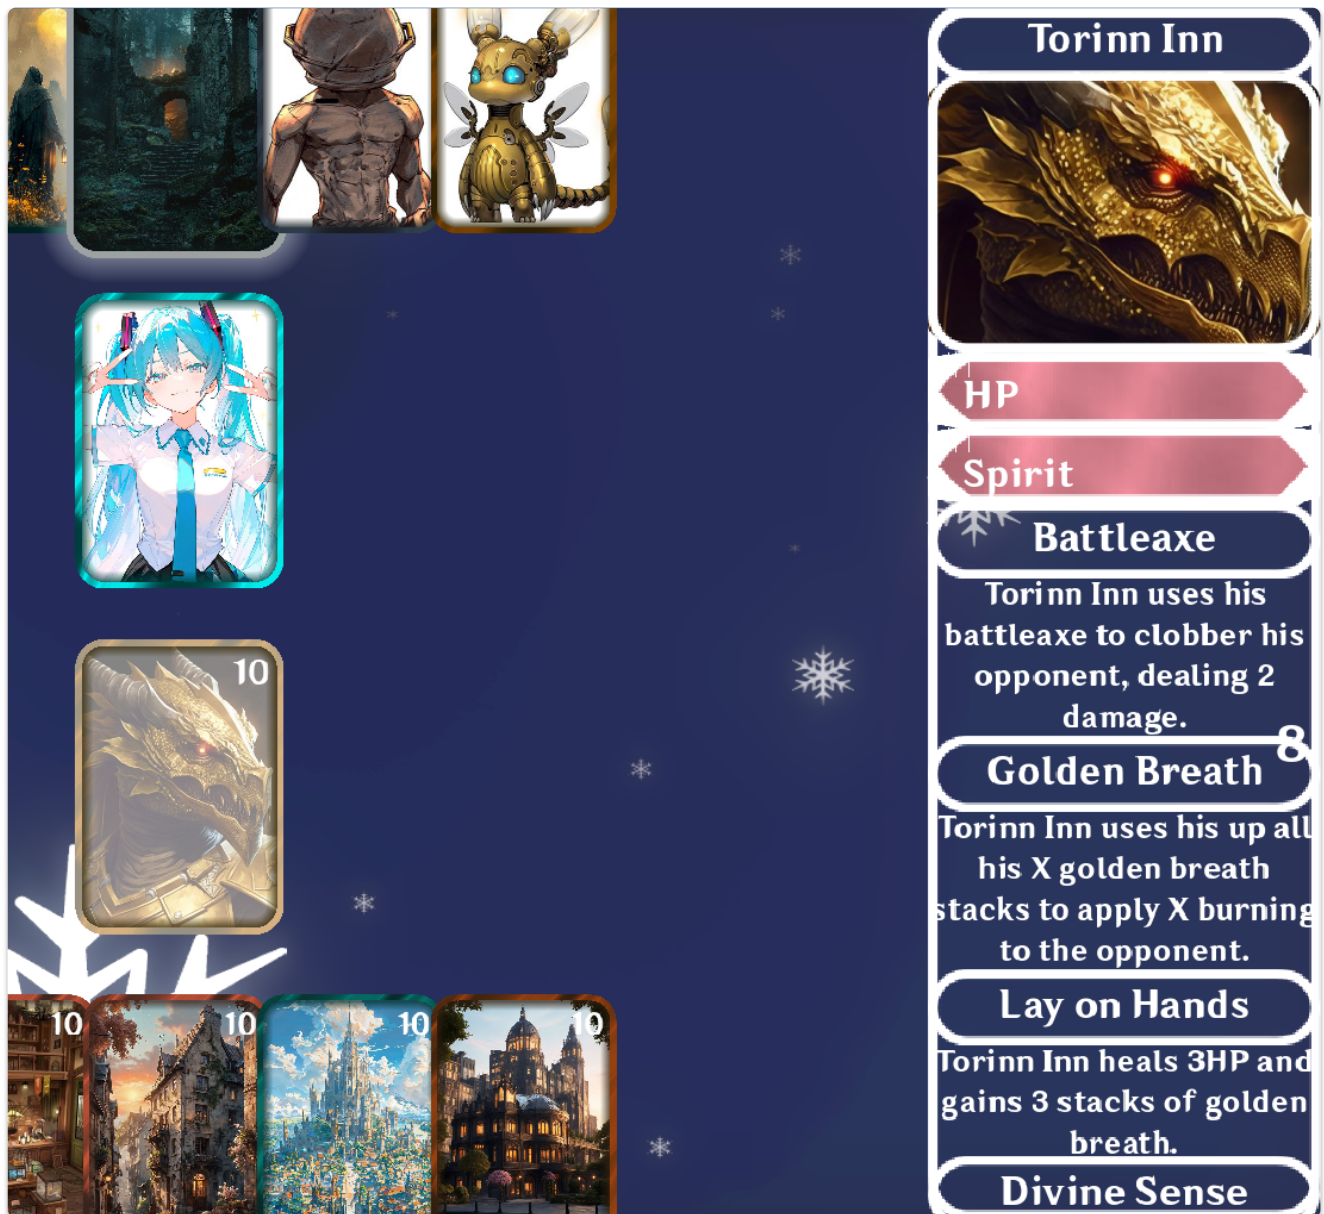 Torinn Inn
HP
Spirit
Battleaxe
Torinn Inn uses his
battleaxe to clobber his
opponent, dealing 2
damage.
8
Golden Breath
Torinn Inn uses his up all
his X golden breath
stacks to apply X burning
to the opponent.
Lay on Hands
Torinn Inn heals 3HP and
gains 3 stacks of golden
breath.
Divine Sense
10
10
10
10
10